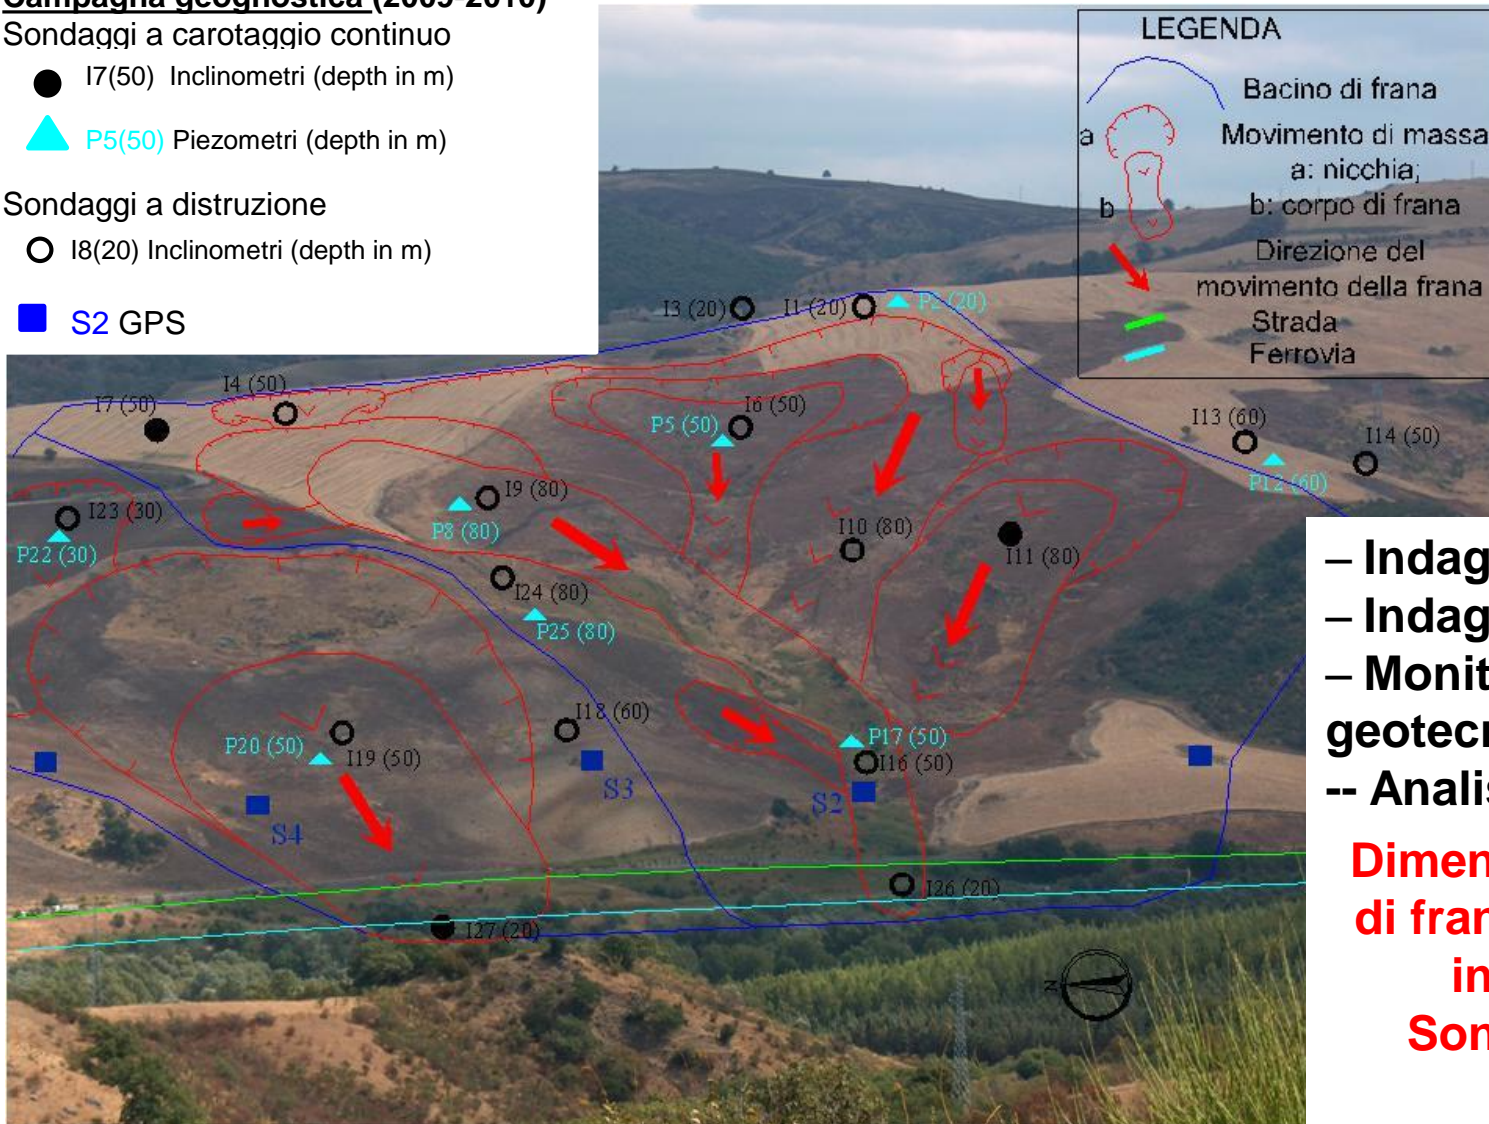 Campagna geognostica (2009-2010)
Sondaggi a carotaggio continuo
I7(50) Inclinometri (depth in m)
P5(50) Piezometri (depth in m)
Sondaggi a distruzione
I8(20) Inclinometri (depth in m)
S2 GPS
LEGENDA
Bacino di frana
a
Movimento di massa
a: nicchia;
b
b: corpo di frana
Direzione del
movimento della frana
Strada
Ferrovia
I3 (20)
I1 (20)
P2 (20)
I4 (50)
I7 (50)
I6 (50)
P5 (50)
I13 (60)
I14 (50)
P12 (60)
I9 (80)
P8 (80)
I23 (30)
P22 (30)
I10 (80)
I11 (80)
I24 (80)
P25 (80)
I18 (60)
P20 (50)
I19 (50)
P17 (50)
I16 (50)
S3
S2
S4
I26 (20)
I27 (20)
N
– Indag
– Indag
– Monit
geotecr
-- Analis
Dimen
di fran
in
Son